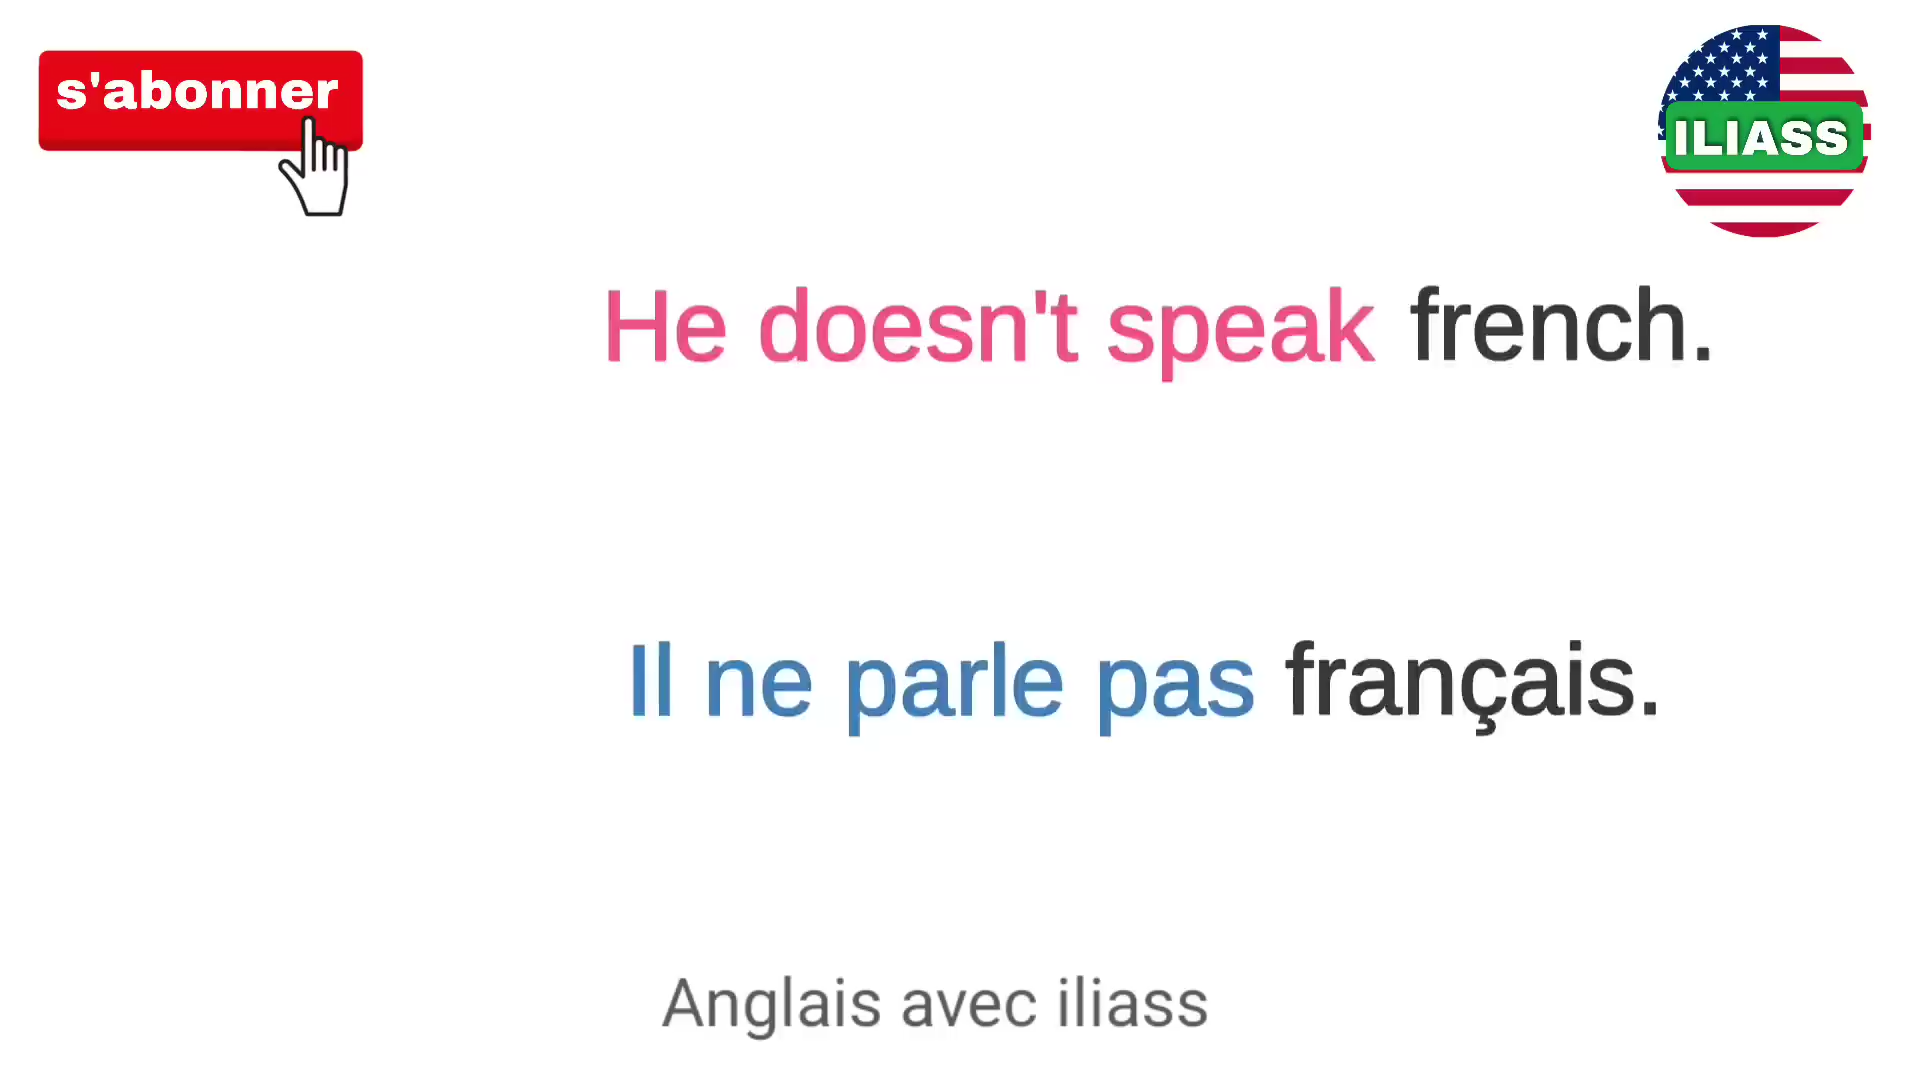 s'abonner
ILIASS
He doesn't speak french.
Il ne parle pas français.
Anglais avec iliass